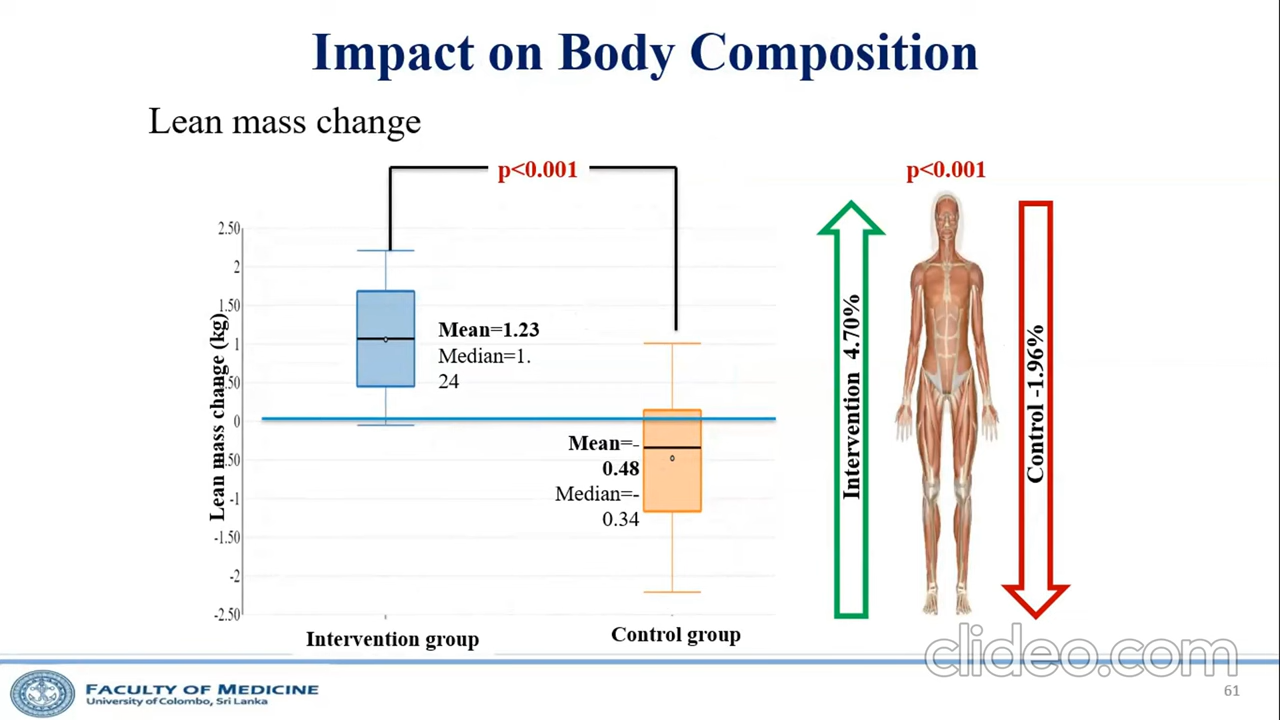 Impact on Body Composition
Lean mass change
p<0.001
p<0.001
2.50
2
1.50
1
.50
0
.50
-1
-1.50
-2
-2.50
Lean mass change (kg)
Mean=1.23
Median=1.
24
Mean=-
0.48
Median=-
0.34
Intervention group
Control group
Intervention 4.70%
Control -1.96%
clideo.com
FACULTY OF MEDICINE
University of Colombo, Sri Lanka
61